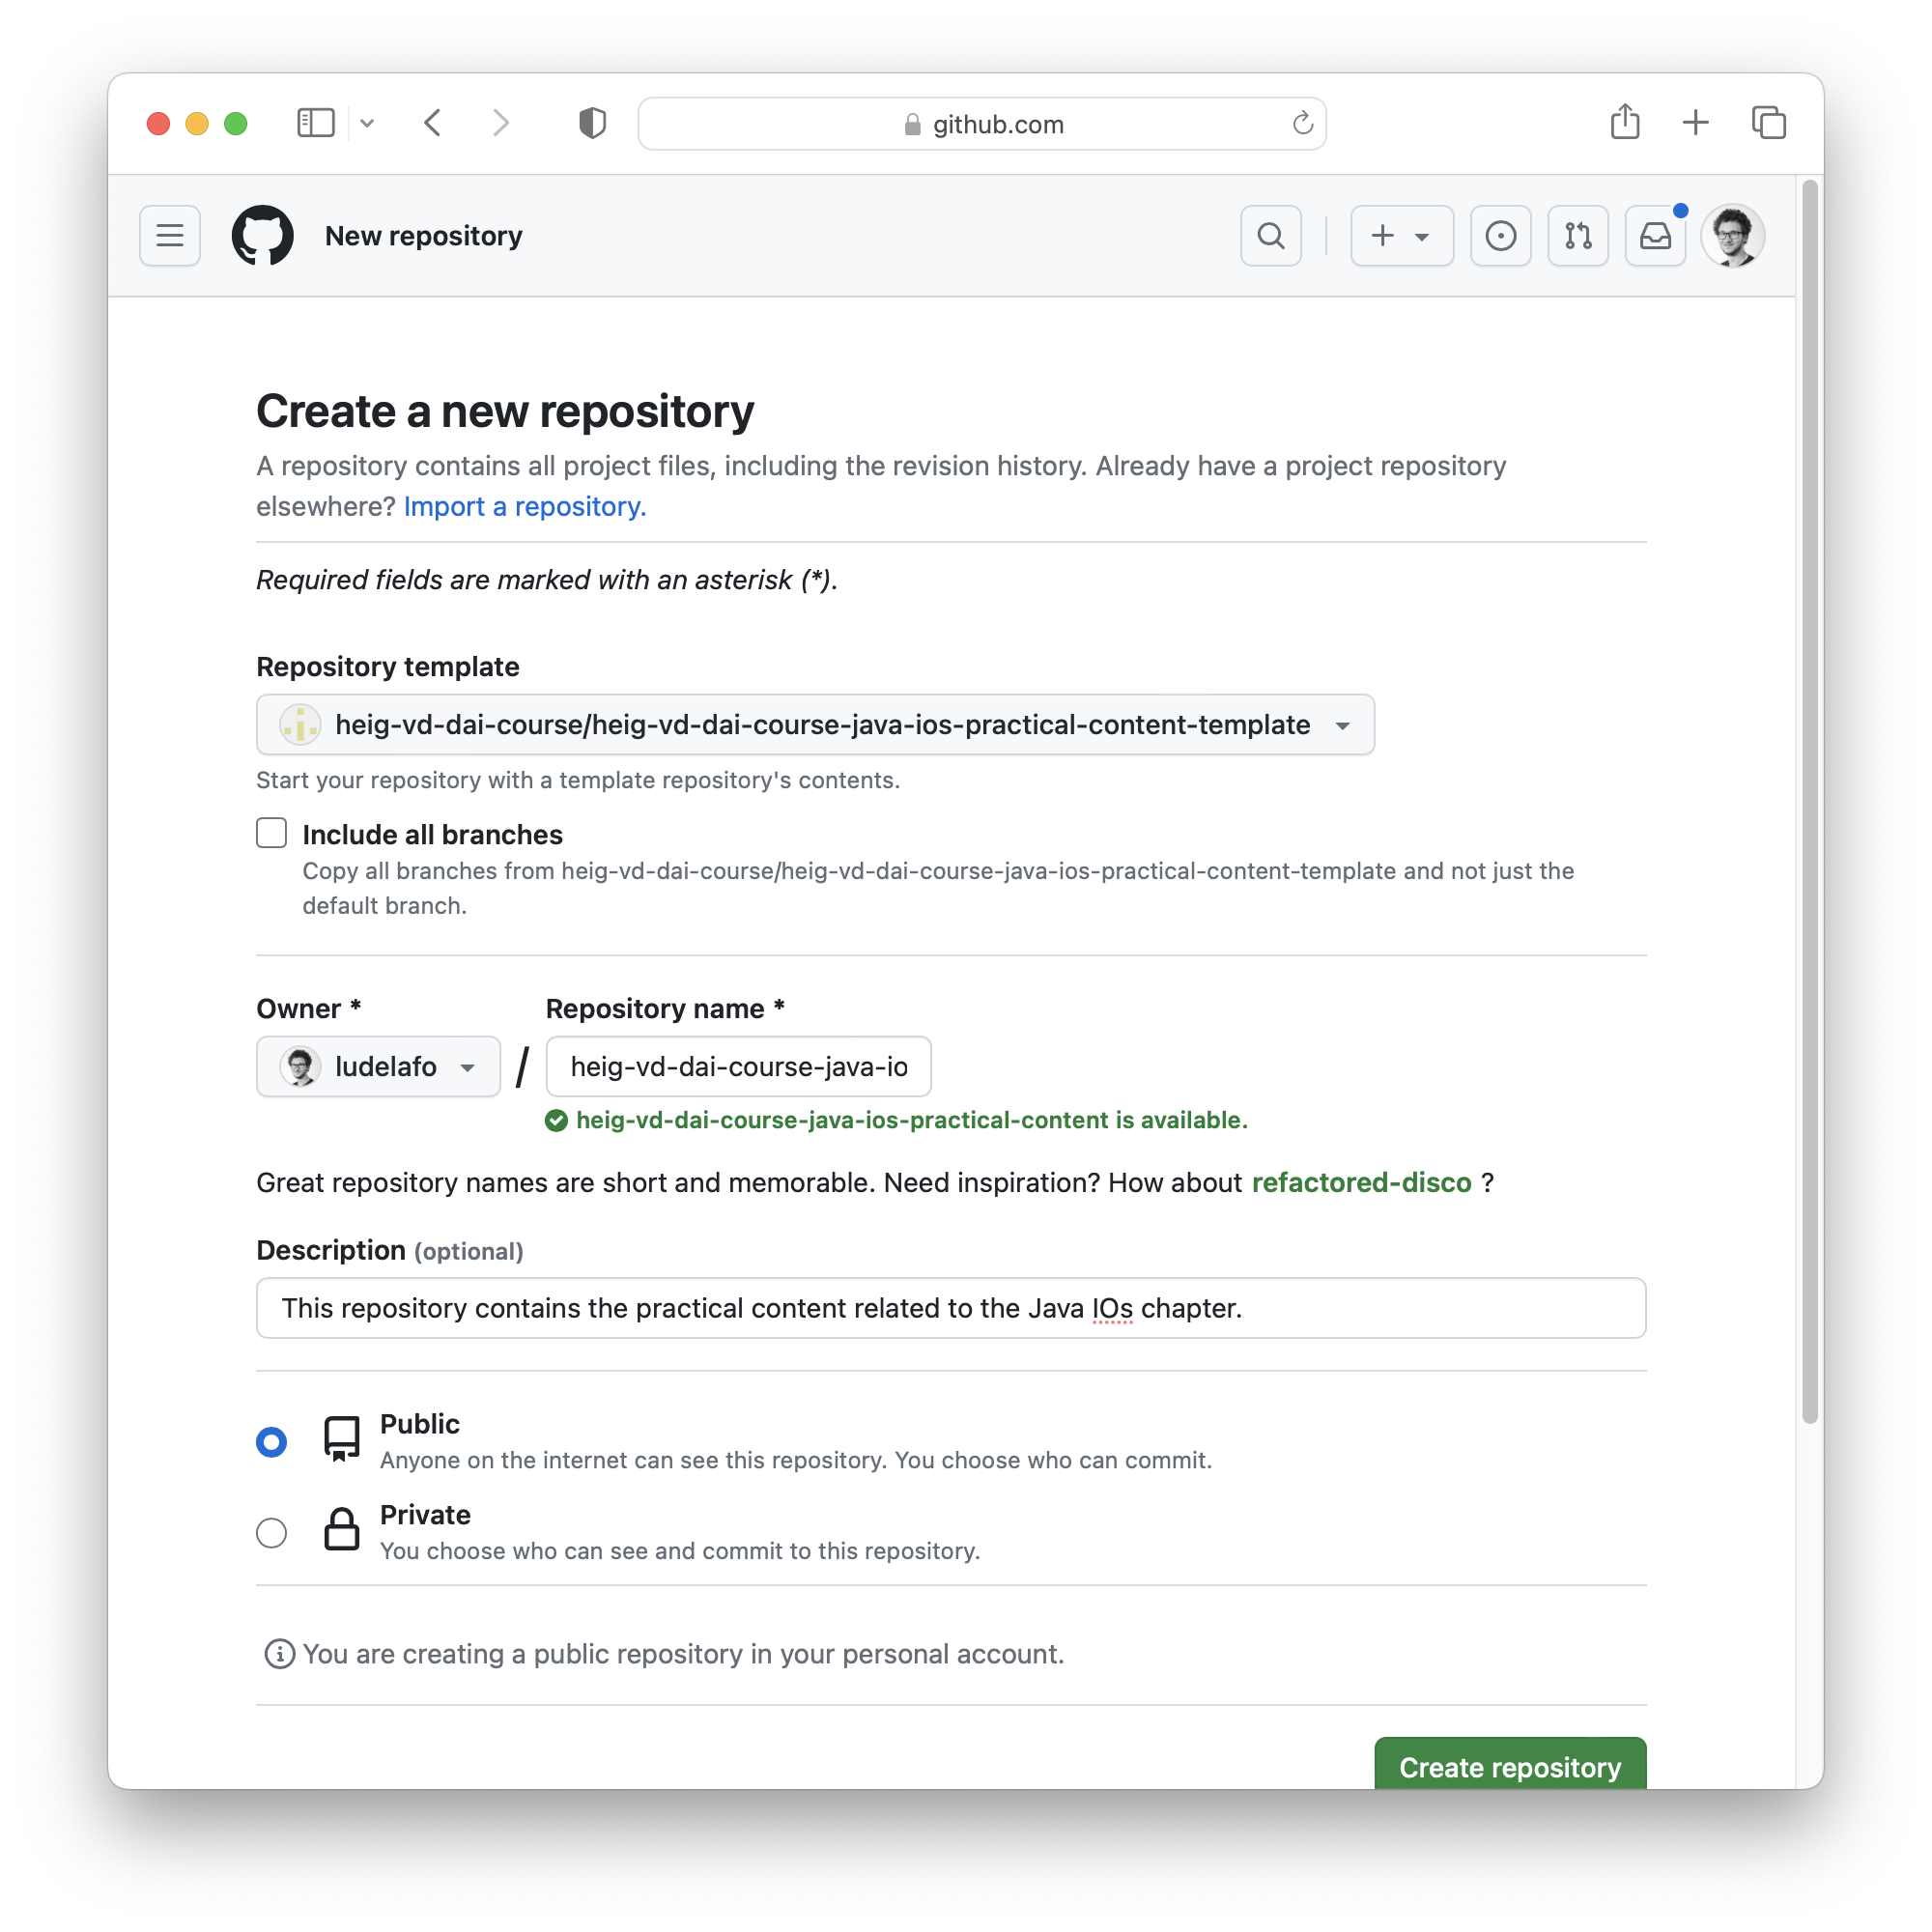 github.com
New repository
Create a new repository
A repository contains all project files, including the revision history. Already have a project repository
elsewhere? Import a repository.
Required fields are marked with an asterisk (*).
Repository template
heig-vd-dai-course/heig-vd-dai-course-java-ios-practical-content-template
Start your repository with a template repository's contents.
Include all branches
Copy all branches from heig-vd-dai-course/heig-vd-dai-course-java-ios-practical-content-template and not just the
default branch.
Owner * Repository name *
ludelafo / heig-vd-dai-course-java-io
heig-vd-dai-course-java-ios-practical-content is available.
Great repository names are short and memorable. Need inspiration? How about refactored-disco ?
Description (optional)
This repository contains the practical content related to the Java IOs chapter.
Public
Anyone on the internet can see this repository. You choose who can commit.
Private
You choose who can see and commit to this repository.
You are creating a public repository in your personal account.
Create repository